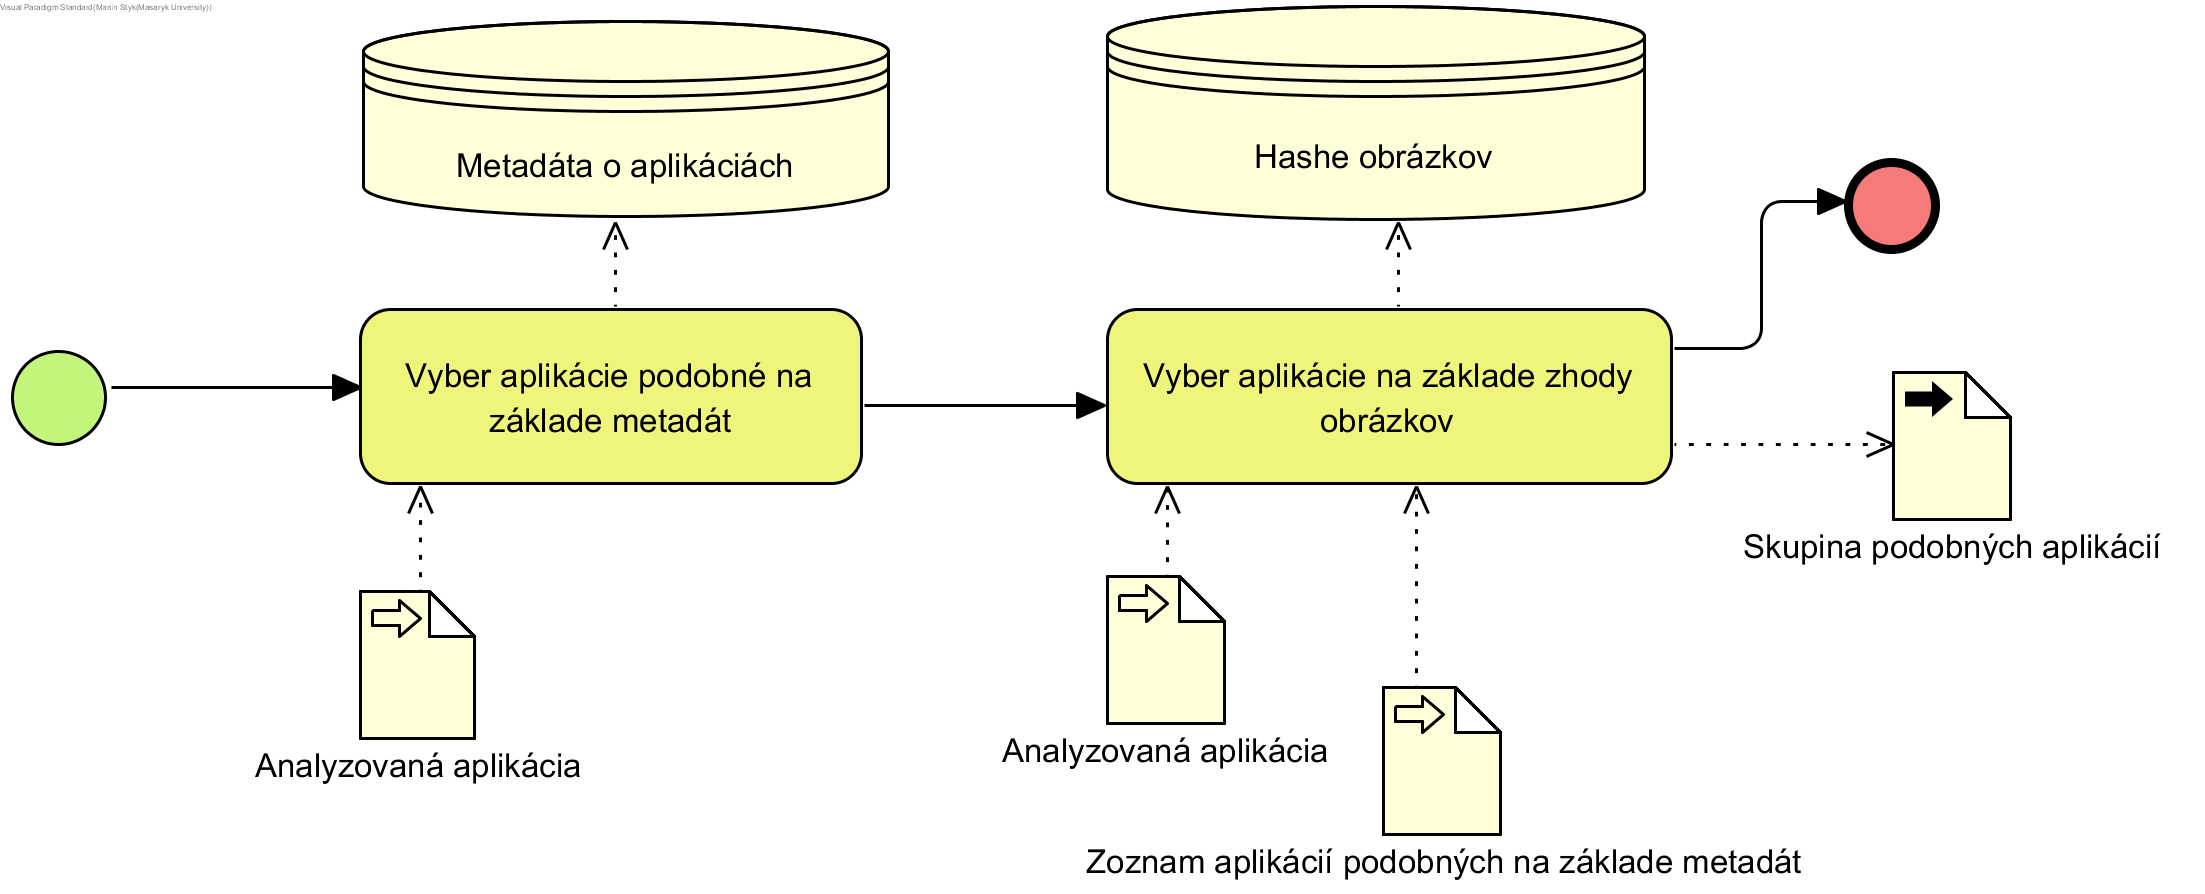 Visual Paradigm Standard(Martin Styk(Masaryk University))
Metadáta o aplikáciách
Hashe obrázkov
Vyber aplikácie podobné na
základe metadát
Vyber aplikácie na základe zhody
obrázkov
Skupina podobných aplikácií
Analyzovaná aplikácia
Analyzovaná aplikácia
Zoznam aplikácií podobných na základe metadát